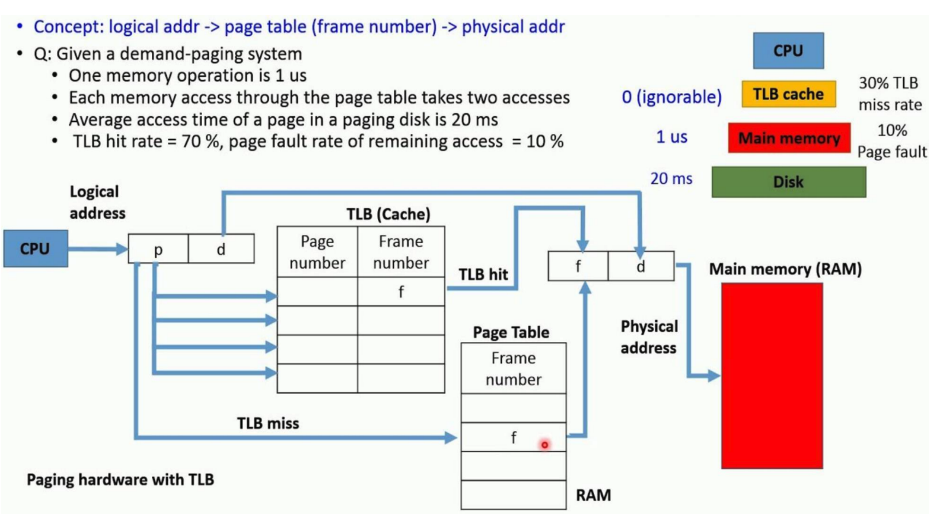 • Concept: logical addr -> page table (frame number) -> physical addr
• Q: Given a demand-paging system
• One memory operation is 1 us
• Each memory access through the page table takes two accesses
• Average access time of a page in a paging disk is 20 ms
• TLB hit rate = 70 %, page fault rate of remaining access = 10 %
CPU
0 (ignorable)
TLB cache
30% TLB
miss rate
1 us
Main memory
10%
Page fault
20 ms
Disk
Logical
address
CPU
p
d
TLB (Cache)
Page
number
Frame
number
f
TLB hit
f
d
Main memory (RAM)
Physical
address
Page Table
Frame
number
f
TLB miss
RAM
Paging hardware with TLB